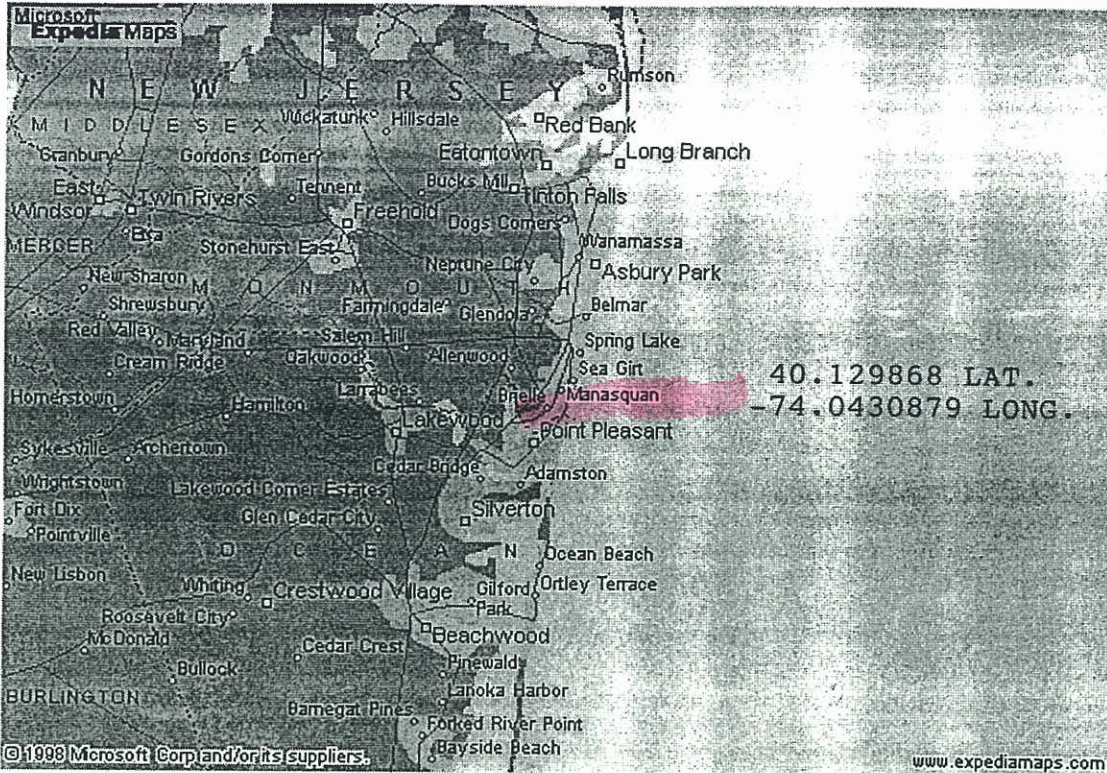 Microsoft
Expedia Maps
Rumson
N E W J E R S E Y
M I D D L E S E X
Wickatunk
Hillsdale
Red Bank
Cranbury
Gordons Corner
Eatontown
Long Branch
East
Windsor
Twin Rivers
Tennent
Bucks Mill
Tinton Falls
Freehold
Dogs Corners
MERCER
Etra
Stonehurst East
Wanamassa
Neptune City
Asbury Park
New Sharon
M O N M O U T H
Shrewsbury
Farmingdale
Glendola
Belmar
Red Valley
Maryland
Salem Hill
Spring Lake
Cream Ridge
Oakwood
Allenwood
Sea Girt
40.129868 LAT.
Larrabees
Brielle
Manasquan
-74.0430879 LONG.
Hornerstown
Hamilton
Lakewood
Point Pleasant
Sykesville
Archertown
Cedar Bridge
Adamston
Wrightstown
Lakewood Corner Estates
Fort Dix
Glen Cedar City
Silverton
Pointville
O C E A N
Ocean Beach
New Lisbon
Whiting
Crestwood Village
Gilford
Park
Ortley Terrace
Roosevelt City
Beachwood
McDonald
Cedar Crest
Bullock
Pinewald
BURLINGTON
Lanoka Harbor
Barnegat Pines
Forked River Point
Bayside Beach
©1998 Microsoft Corp and/or its suppliers.
www.expediamaps.com